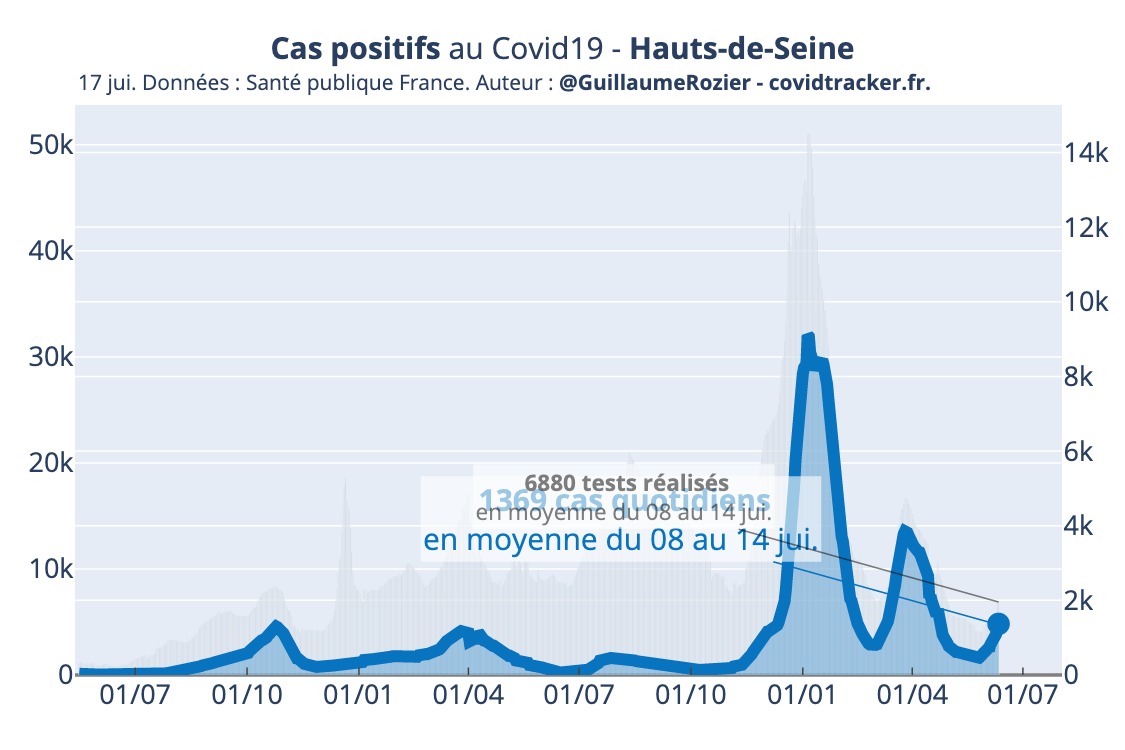 Cas positifs au Covid19 - Hauts-de-Seine
17 jui. Données : Santé publique France. Auteur : @GuillaumeRozier - covidtracker.fr.
50k
40k
30k
20k
10k
0
14k
12k
10k
8k
6k
4k
2k
0
6880 tests réalisés
en moyenne du 08 au 14 jui.
1369 cas quotidiens
en moyenne du 08 au 14 jui.
01/07 01/10 01/01 01/04 01/07 01/10 01/01 01/04 01/07